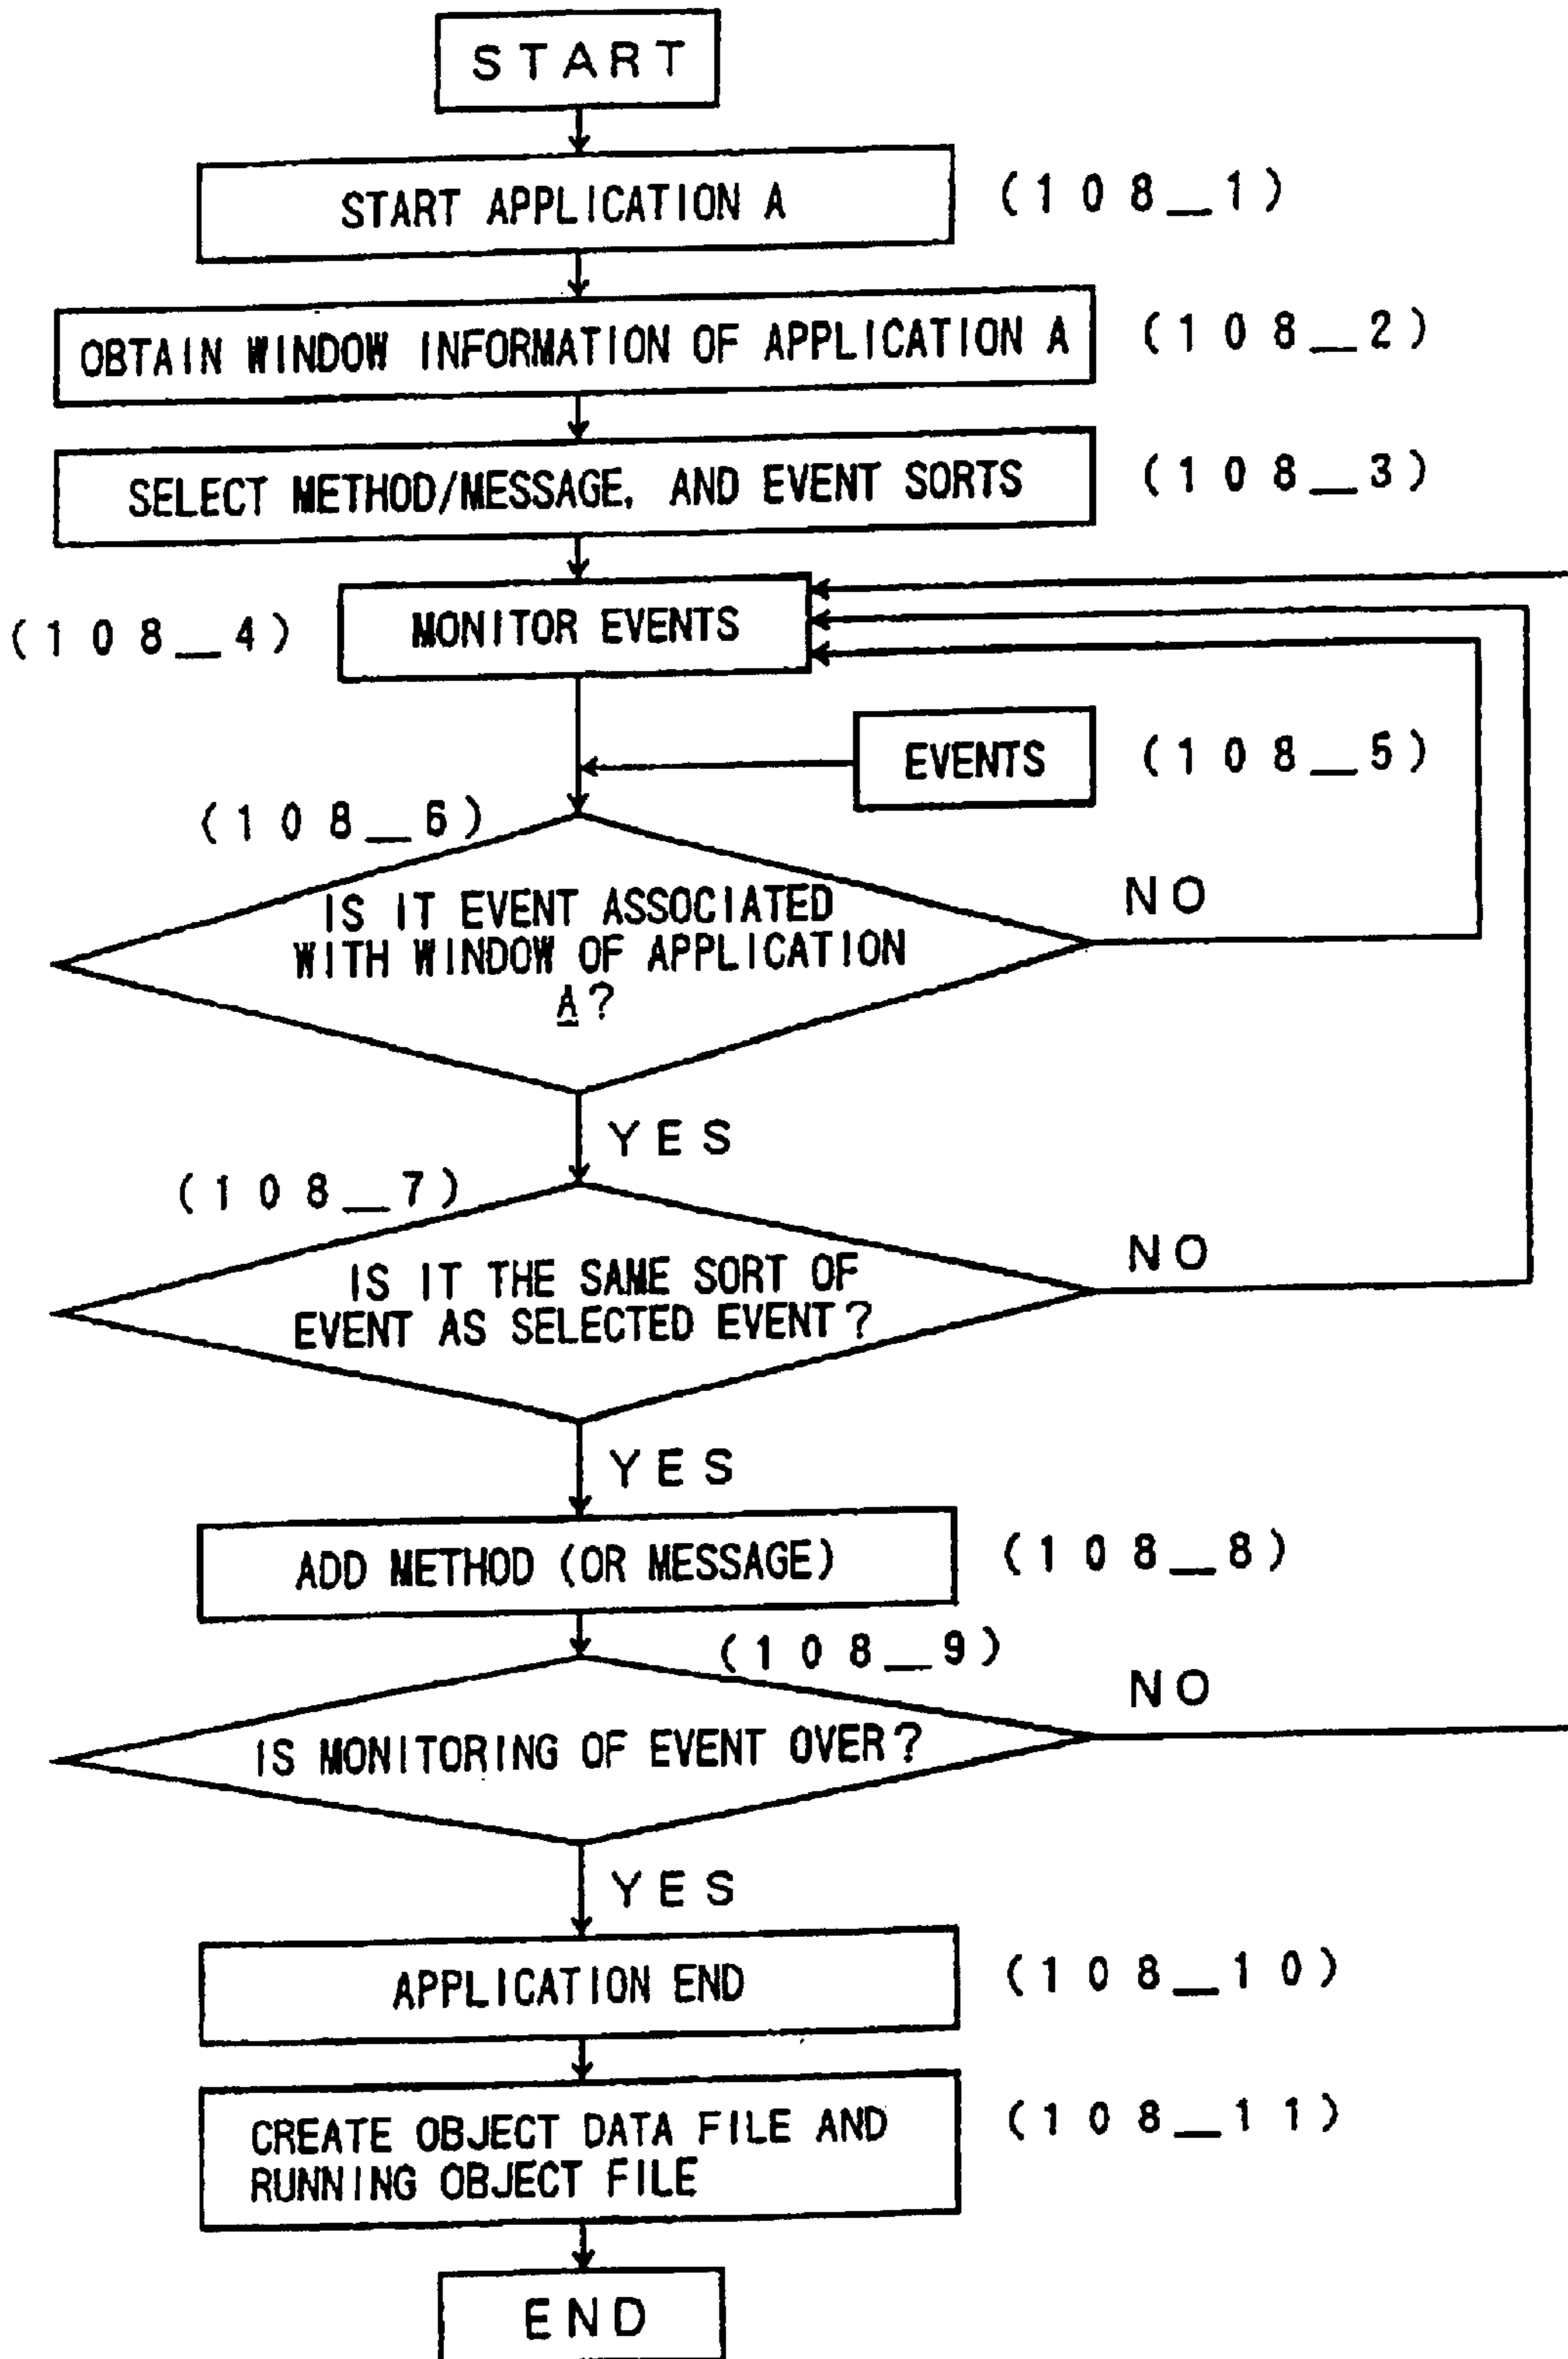 START
START APPLICATION A
(108_1)
OBTAIN WINDOW INFORMATION OF APPLICATION A
(108_2)
SELECT METHOD/MESSAGE, AND EVENT SORTS
(108_3)
(108_4)
MONITOR EVENTS
EVENTS
(108_5)
(108_6)
IS IT EVENT ASSOCIATED
WITH WINDOW OF APPLICATION
A?
NO
YES
(108_7)
IS IT THE SAME SORT OF
EVENT AS SELECTED EVENT?
NO
YES
ADD METHOD (OR MESSAGE)
(108_8)
(108_9)
IS MONITORING OF EVENT OVER?
NO
YES
APPLICATION END
(108_10)
CREATE OBJECT DATA FILE AND
RUNNING OBJECT FILE
(108_11)
END